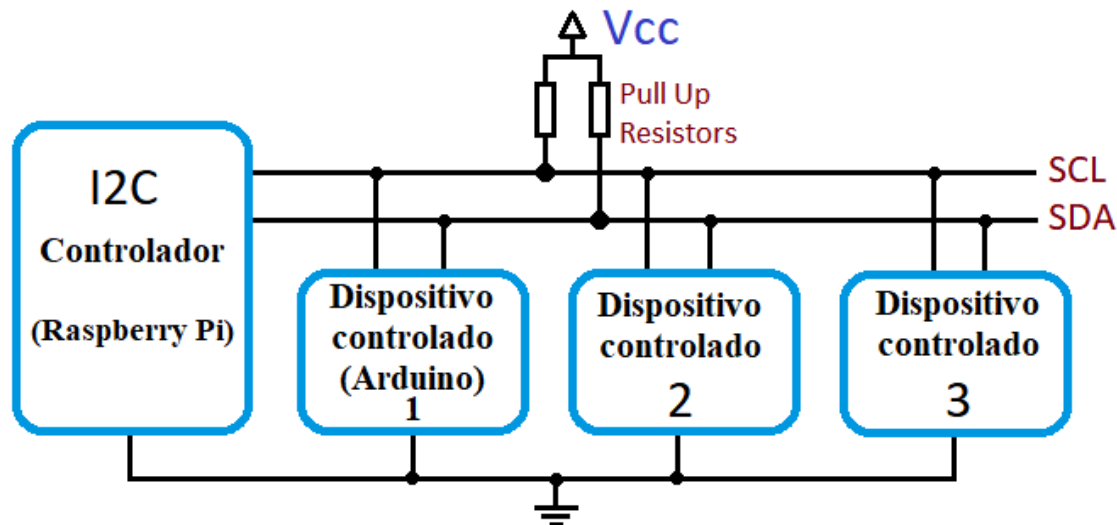 Vcc
Pull Up
Resistors
SCL
SDA
I2C
Controlador
(Raspberry Pi)
Dispositivo
controlado
(Arduino)
1
Dispositivo
controlado
2
Dispositivo
controlado
3